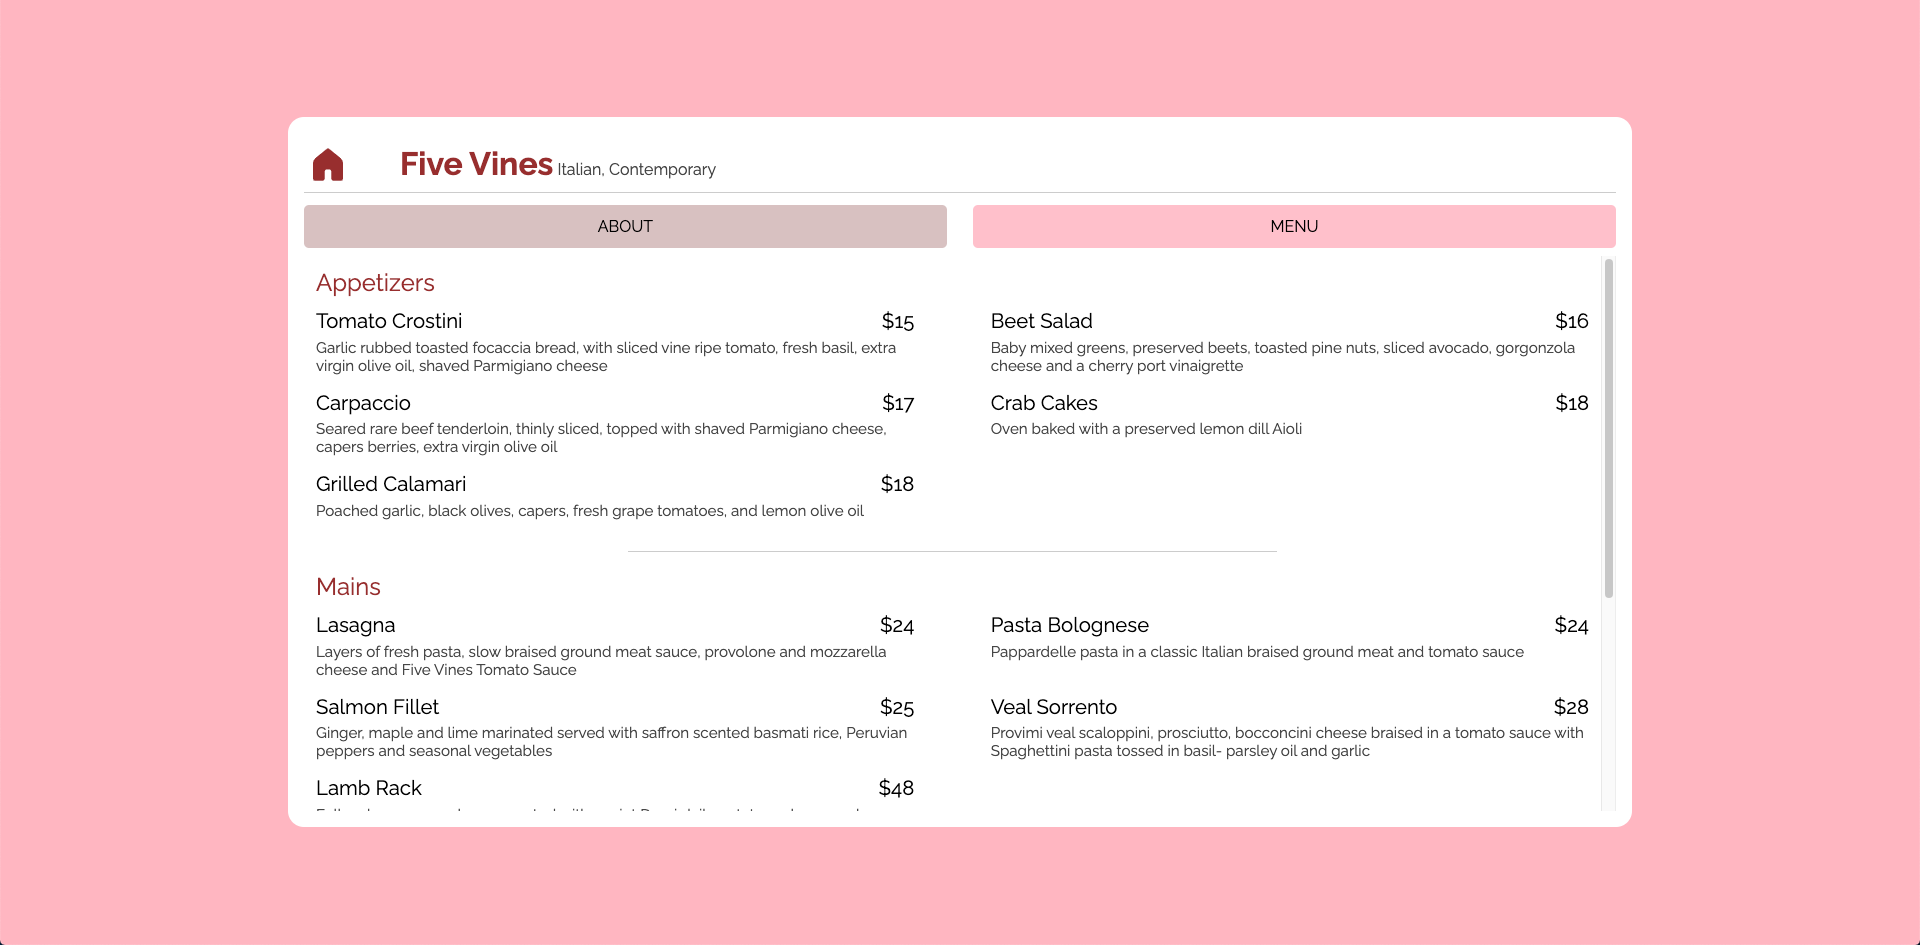 Five Vines Italian, Contemporary
ABOUT
MENU
Appetizers
Tomato Crostini $15
Garlic rubbed toasted focaccia bread, with sliced vine ripe tomato, fresh basil, extra
virgin olive oil, shaved Parmigiano cheese
Beet Salad $16
Baby mixed greens, preserved beets, toasted pine nuts, sliced avocado, gorgonzola
cheese and a cherry port vinaigrette
Carpaccio $17
Seared rare beef tenderloin, thinly sliced, topped with shaved Parmigiano cheese,
capers berries, extra virgin olive oil
Crab Cakes $18
Oven baked with a preserved lemon dill Aioli
Grilled Calamari $18
Poached garlic, black olives, capers, fresh grape tomatoes, and lemon olive oil
Mains
Lasagna $24
Layers of fresh pasta, slow braised ground meat sauce, provolone and mozzarella
cheese and Five Vines Tomato Sauce
Pasta Bolognese $24
Pappardelle pasta in a classic Italian braised ground meat and tomato sauce
Salmon Fillet $25
Ginger, maple and lime marinated served with saffron scented basmati rice, Peruvian
peppers and seasonal vegetables
Veal Sorrento $28
Provimi veal scaloppini, prosciutto, bocconcini cheese braised in a tomato sauce with
Spaghettini pasta tossed in basil- parsley oil and garlic
Lamb Rack $48